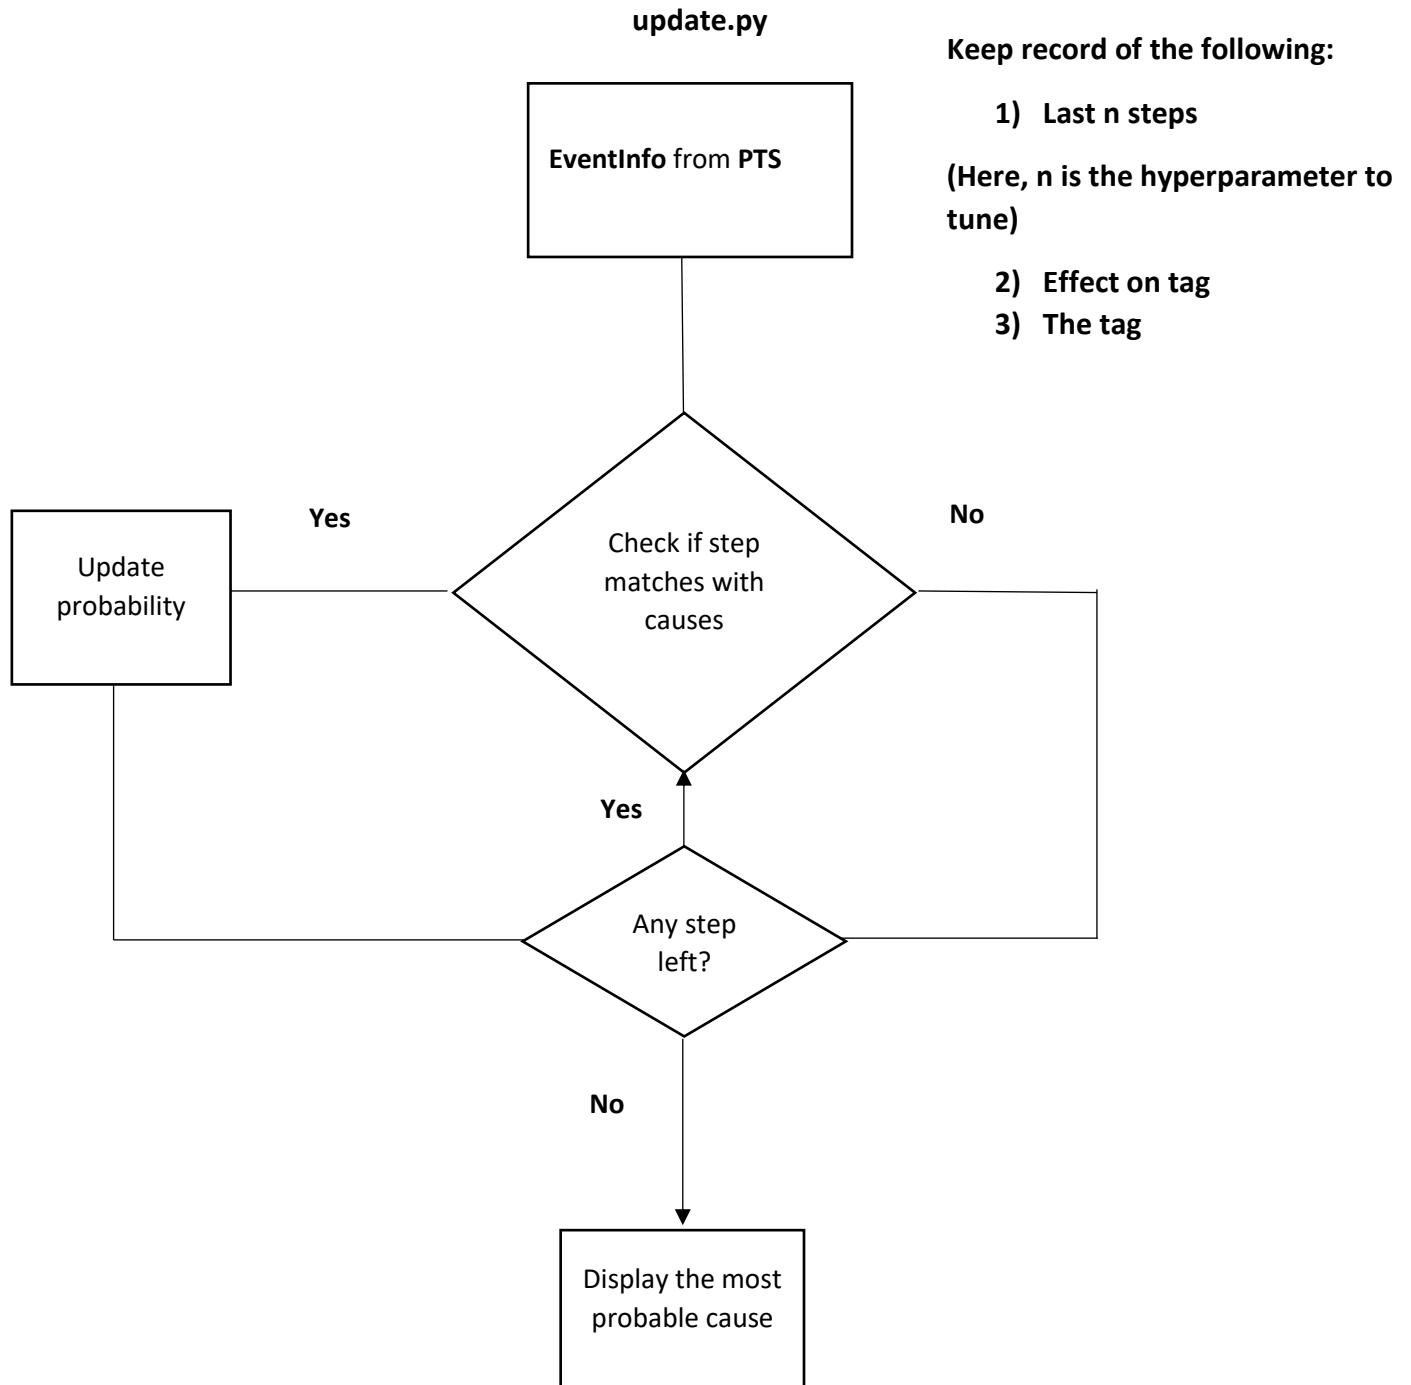 update.py
Keep record of the following:
1) Last n steps
(Here, n is the hyperparameter to
tune)
2) Effect on tag
3) The tag
EventInfo from PTS
Yes
No
Update
probability
Check if step
matches with
causes
Yes
Any step
left?
No
Display the most
probable cause